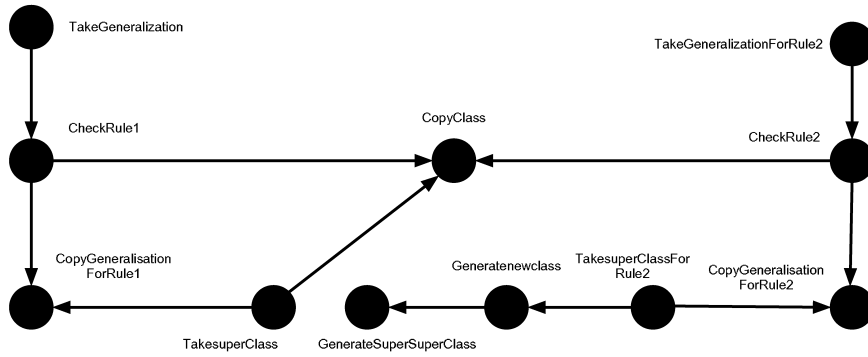 TakeGeneralization
TakeGeneralizationForRule2
CheckRule1
CopyClass
CheckRule2
CopyGeneralisation
ForRule1
Generatenewclass
TakesuperClassFor
Rule2
CopyGeneralisation
ForRule2
TakesuperClass
GenerateSuperSuperClass